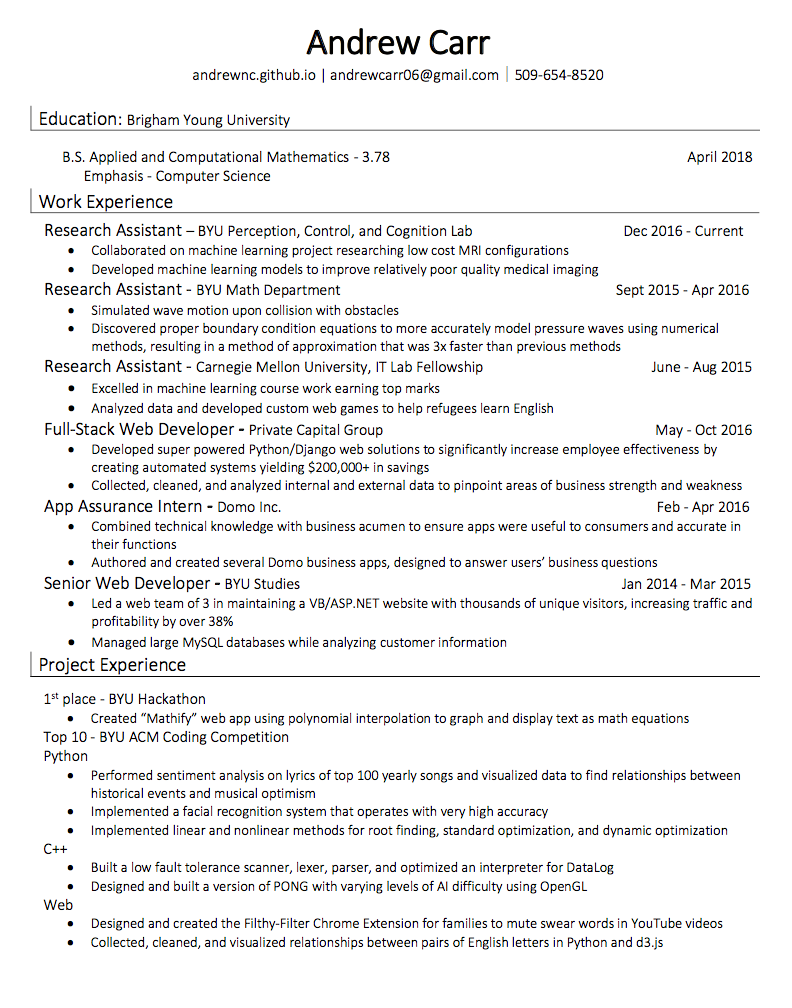 Andrew Carr
andrewnc.github.io | andrewcarr06@gmail.com | 509-654-8520
Education: Brigham Young University
B.S. Applied and Computational Mathematics - 3.78 April 2018
Emphasis - Computer Science
Work Experience
Research Assistant – BYU Perception, Control, and Cognition Lab Dec 2016 - Current
• Collaborated on machine learning project researching low cost MRI configurations
• Developed machine learning models to improve relatively poor quality medical imaging
Research Assistant - BYU Math Department Sept 2015 - Apr 2016
• Simulated wave motion upon collision with obstacles
• Discovered proper boundary condition equations to more accurately model pressure waves using numerical
methods, resulting in a method of approximation that was 3x faster than previous methods
Research Assistant - Carnegie Mellon University, IT Lab Fellowship June - Aug 2015
• Excelled in machine learning course work earning top marks
• Analyzed data and developed custom web games to help refugees learn English
Full-Stack Web Developer - Private Capital Group May - Oct 2016
• Developed super powered Python/Django web solutions to significantly increase employee effectiveness by
creating automated systems yielding $200,000+ in savings
• Collected, cleaned, and analyzed internal and external data to pinpoint areas of business strength and weakness
App Assurance Intern - Domo Inc. Feb - Apr 2016
• Combined technical knowledge with business acumen to ensure apps were useful to consumers and accurate in
their functions
• Authored and created several Domo business apps, designed to answer users’ business questions
Senior Web Developer - BYU Studies Jan 2014 - Mar 2015
• Led a web team of 3 in maintaining a VB/ASP.NET website with thousands of unique visitors, increasing traffic and
profitability by over 38%
• Managed large MySQL databases while analyzing customer information
Project Experience
1st place - BYU Hackathon
• Created “Mathify” web app using polynomial interpolation to graph and display text as math equations
Top 10 - BYU ACM Coding Competition
Python
• Performed sentiment analysis on lyrics of top 100 yearly songs and visualized data to find relationships between
historical events and musical optimism
• Implemented a facial recognition system that operates with very high accuracy
• Implemented linear and nonlinear methods for root finding, standard optimization, and dynamic optimization
C++
• Built a low fault tolerance scanner, lexer, parser, and optimized an interpreter for DataLog
• Designed and built a version of PONG with varying levels of AI difficulty using OpenGL
Web
• Designed and created the Filthy-Filter Chrome Extension for families to mute swear words in YouTube videos
• Collected, cleaned, and visualized relationships between pairs of English letters in Python and d3.js